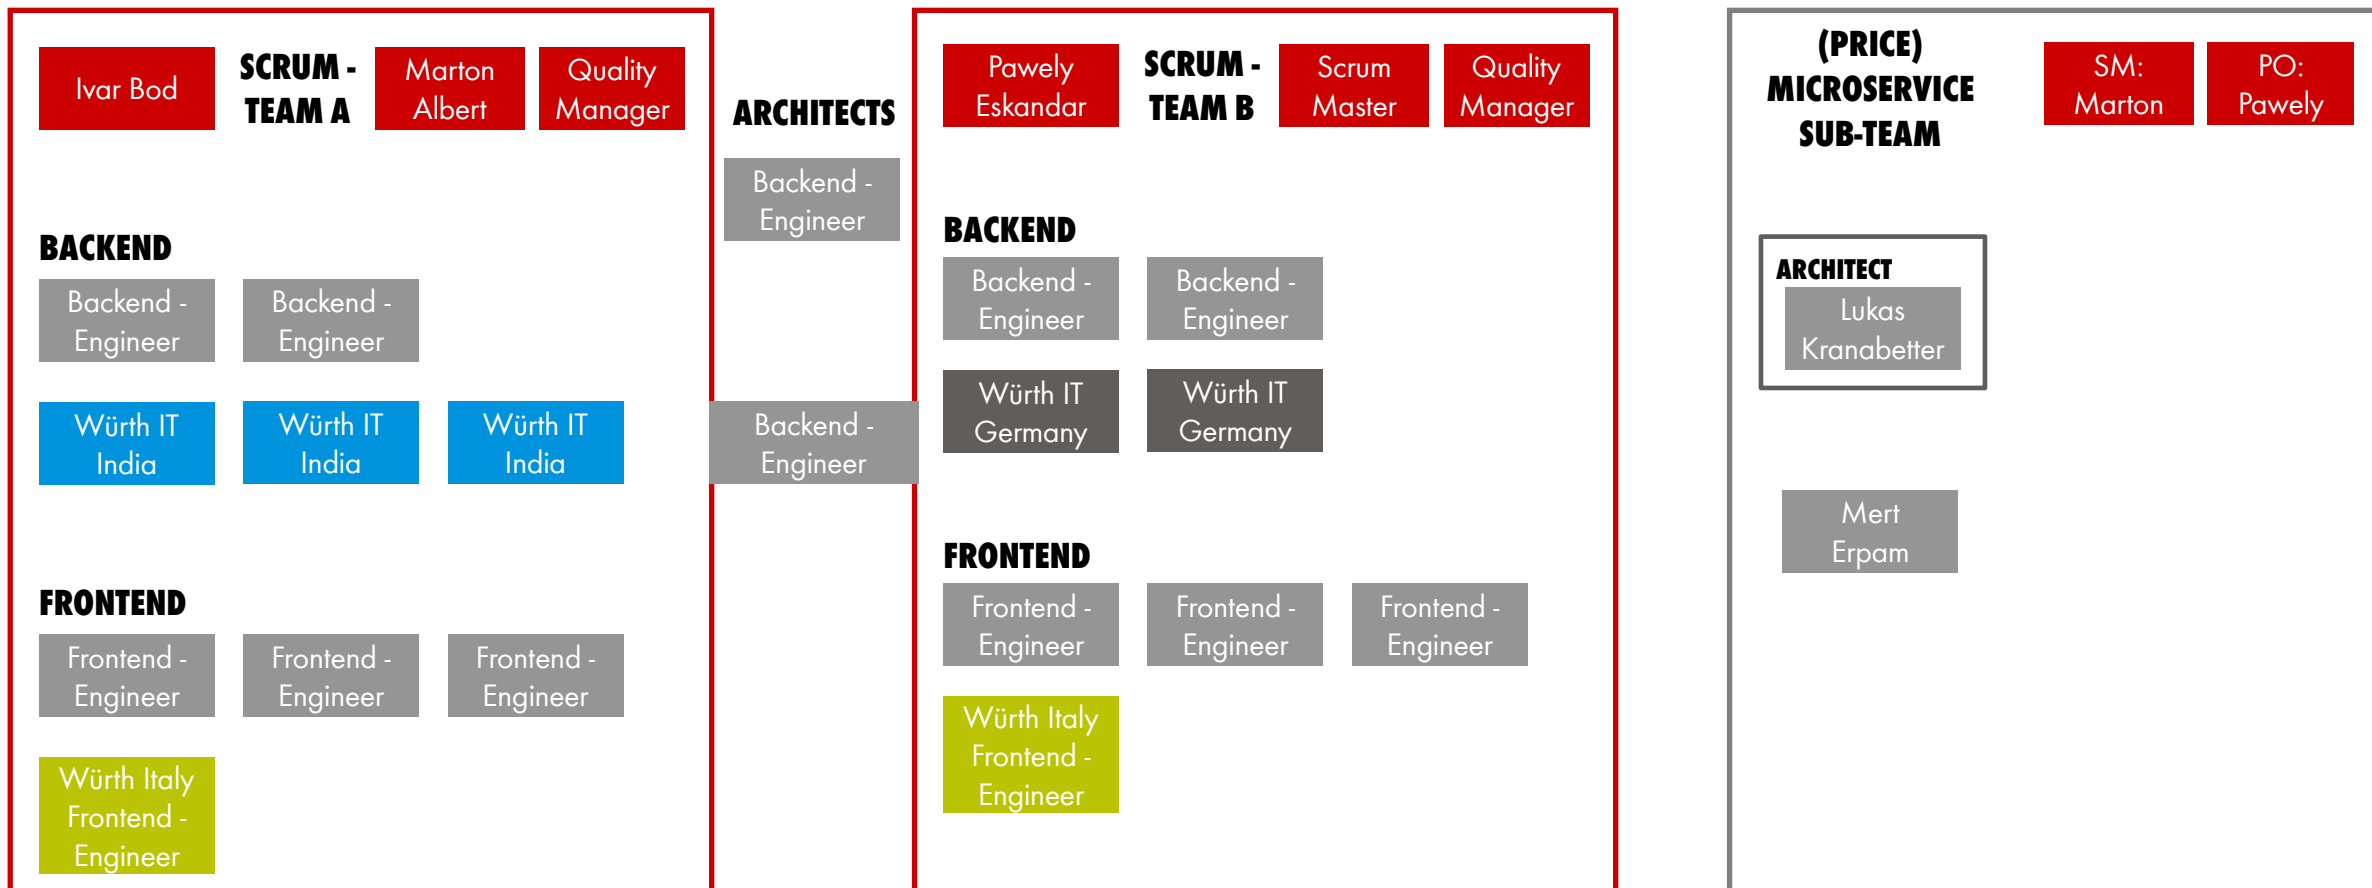 Ivar Bod
SCRUM -
TEAM A
Marton
Albert
Quality
Manager
BACKEND
Backend -
Engineer
Backend -
Engineer
Würth IT
India
Würth IT
India
Würth IT
India
FRONTEND
Frontend -
Engineer
Frontend -
Engineer
Frontend -
Engineer
Würth Italy
Frontend -
Engineer
ARCHITECTS
Backend -
Engineer
Backend -
Engineer
Pawely
Eskandar
SCRUM -
TEAM B
Scrum
Master
Quality
Manager
BACKEND
Backend -
Engineer
Backend -
Engineer
Würth IT
Germany
Würth IT
Germany
FRONTEND
Frontend -
Engineer
Frontend -
Engineer
Frontend -
Engineer
Würth Italy
Frontend -
Engineer
(PRICE)
MICROSERVICE
SUB-TEAM
SM:
Marton
PO:
Pawely
ARCHITECT
Lukas
Kranabetter
Mert
Erpam